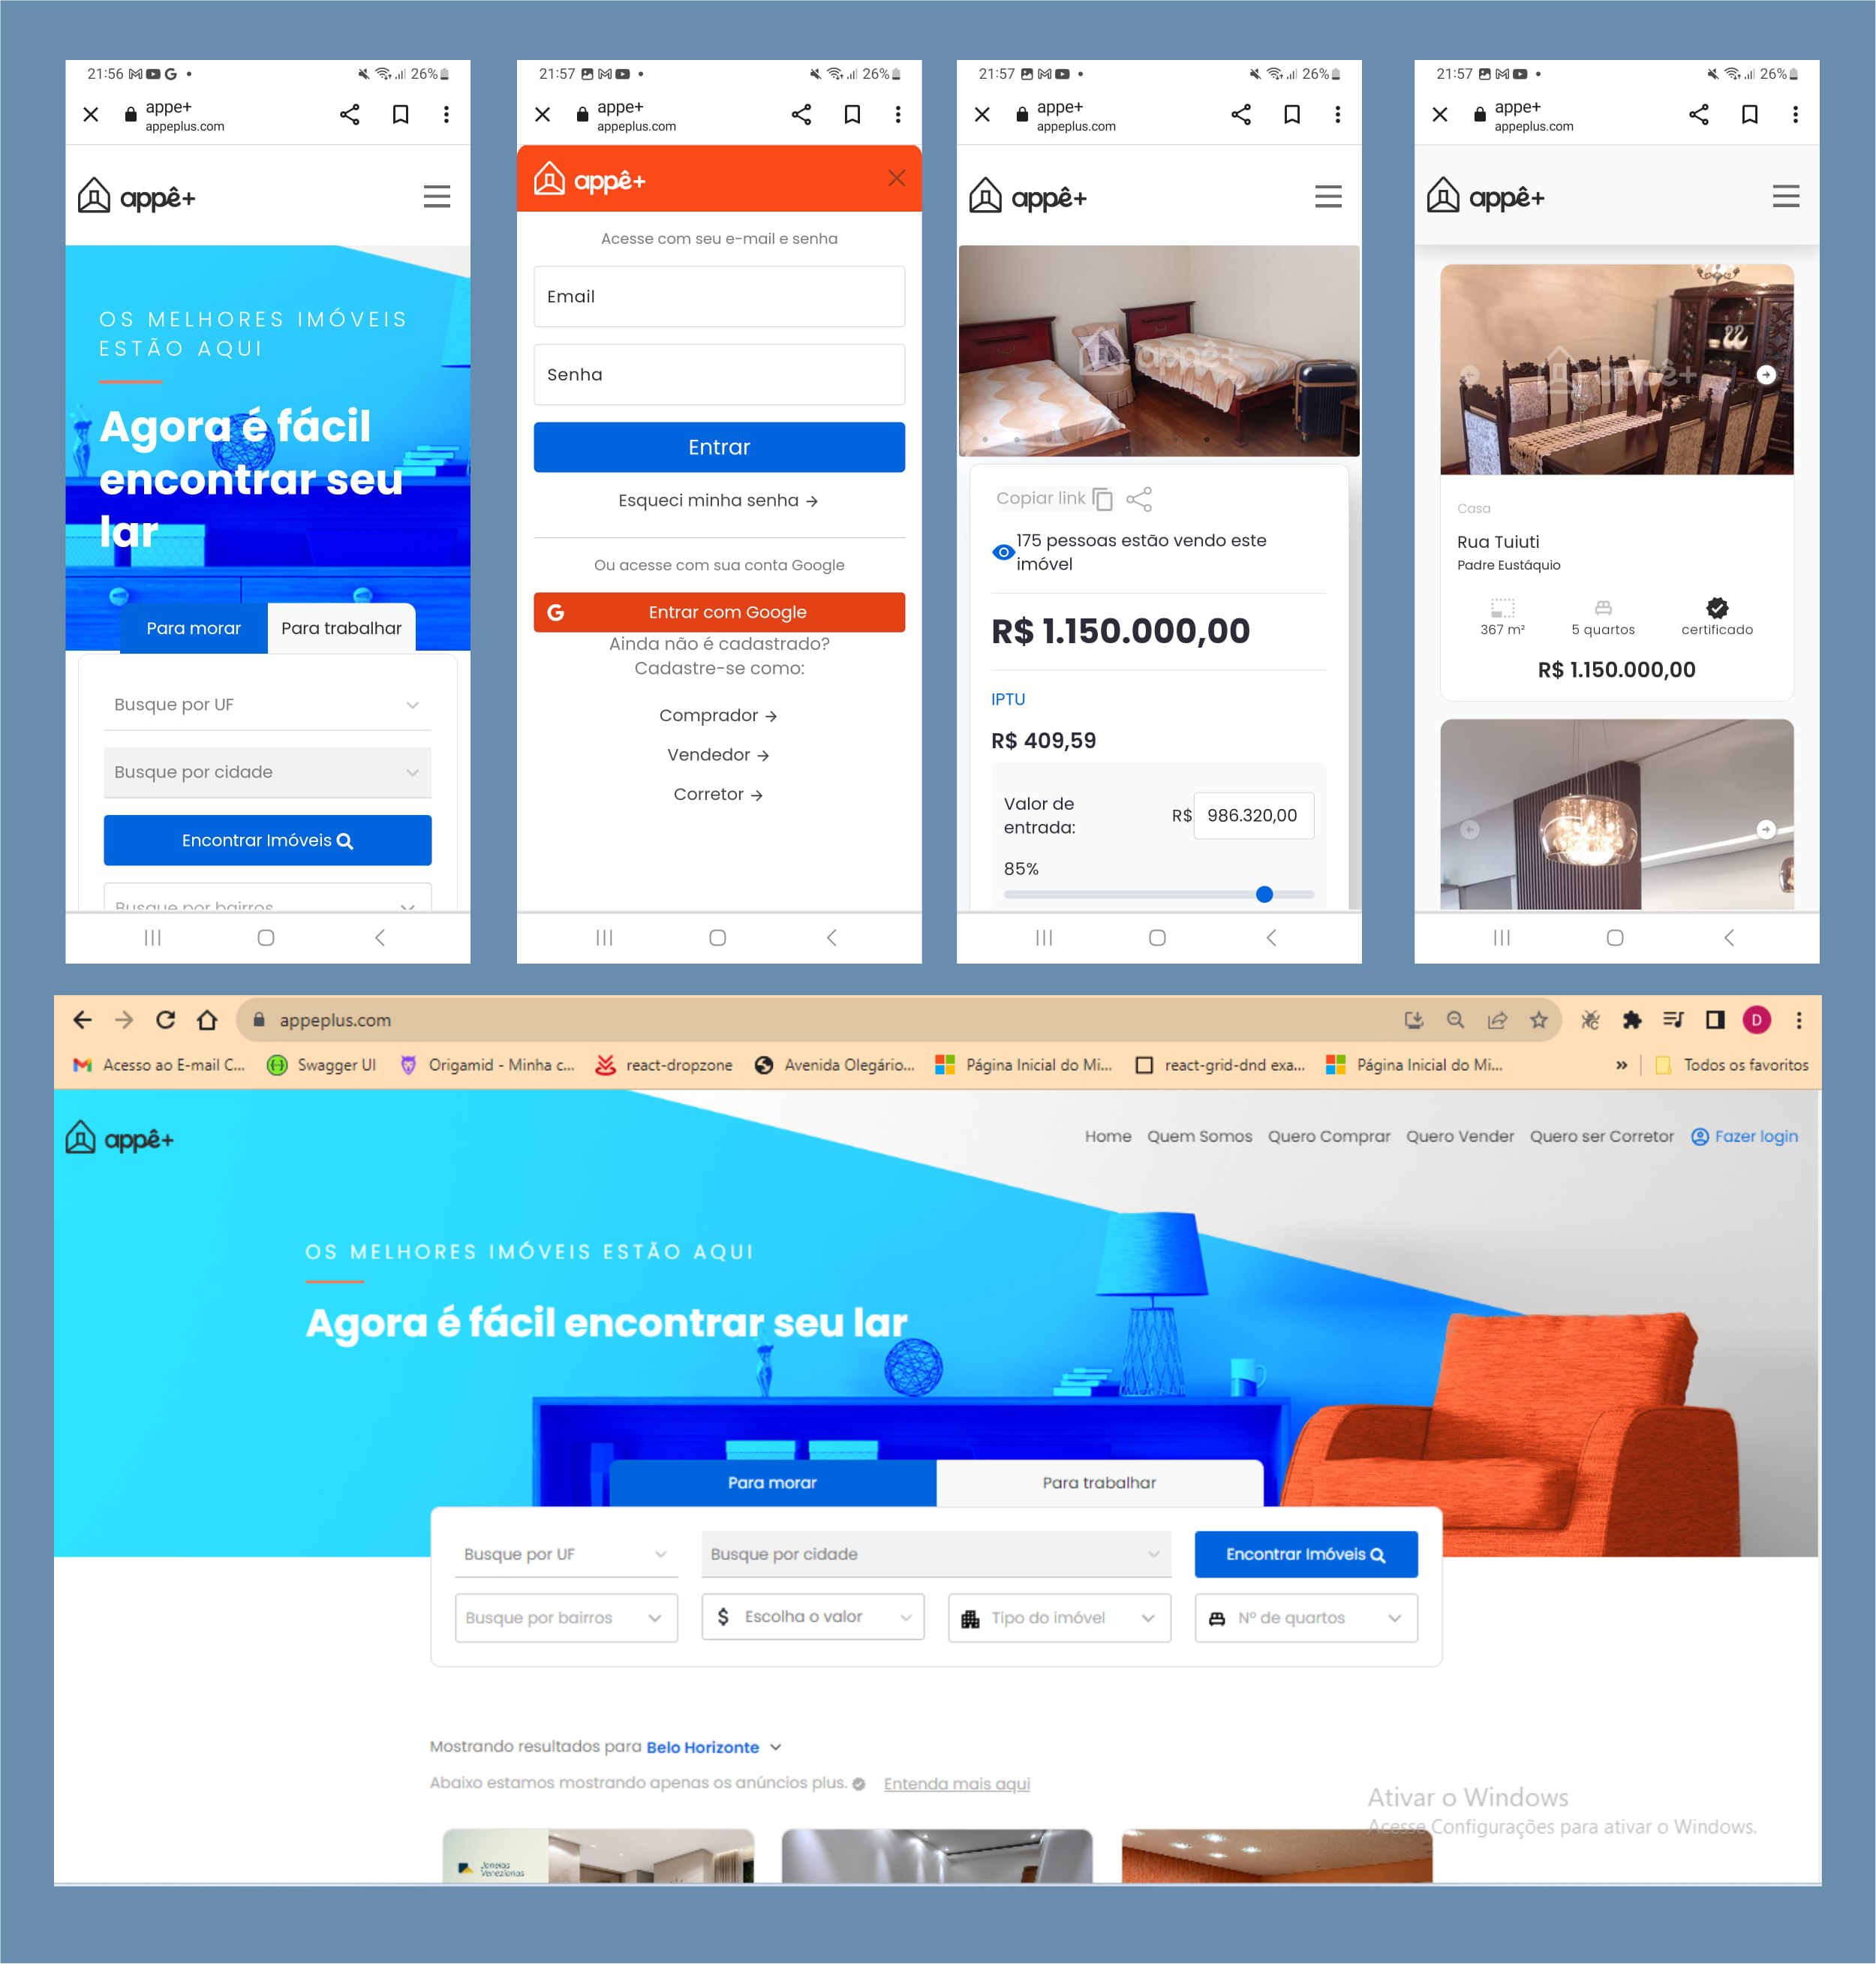 21:56
26%
appe+
appeplus.com
appê+
OS MELHORES IMÓVEIS
ESTÃO AQUI
Agora é fácil
encontrar seu
lar
Para morar
Para trabalhar
Busque por UF
Busque por cidade
Encontrar Imóveis
Busque por bairros
21:57
26%
appe+
appeplus.com
appê+
Acesse com seu e-mail e senha
Email
Senha
Entrar
Esqueci minha senha →
Ou acesse com sua conta Google
G Entrar com Google
Ainda não é cadastrado?
Cadastre-se como:
Comprador →
Vendedor →
Corretor →
21:57
26%
appe+
appeplus.com
appê+
appê+
Copiar link
175 pessoas estão vendo este
imóvel
R$ 1.150.000,00
IPTU
R$ 409,59
Valor de
entrada:
R$ 986.320,00
85%
21:57
26%
appe+
appeplus.com
appê+
appê+
Casa
Rua Tuiuti
Padre Eustáquio
367 m²
5 quartos
certificado
R$ 1.150.000,00
appeplus.com
D
Acesso ao E-mail C...
Swagger UI
Origamid - Minha c...
react-dropzone
Avenida Olegário...
Página Inicial do Mi...
react-grid-dnd exa...
Página Inicial do Mi...
»
Todos os favoritos
appê+
Home
Quem Somos
Quero Comprar
Quero Vender
Quero ser Corretor
Fazer login
OS MELHORES IMÓVEIS ESTÃO AQUI
Agora é fácil encontrar seu lar
Para morar
Para trabalhar
Busque por UF
Busque por cidade
Encontrar Imóveis
Busque por bairros
$ Escolha o valor
Tipo do imóvel
Nº de quartos
Mostrando resultados para Belo Horizonte
Abaixo estamos mostrando apenas os anúncios plus.
Entenda mais aqui
Ativar o Windows
Acesse Configurações para ativar o Windows.
Janelas
Venezianas